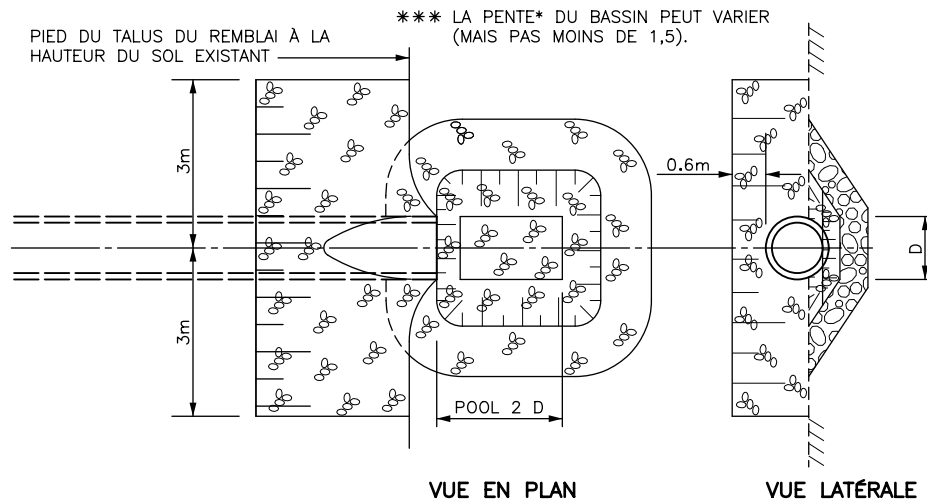 *** LA PENTE* DU BASSIN PEUT VARIER
(MAIS PAS MOINS DE 1,5).
PIED DU TALUS DU REMBLAI À LA
HAUTEUR DU SOL EXISTANT
3m
0.6m
D
3m
POOL 2 D
VUE EN PLAN
VUE LATÉRALE